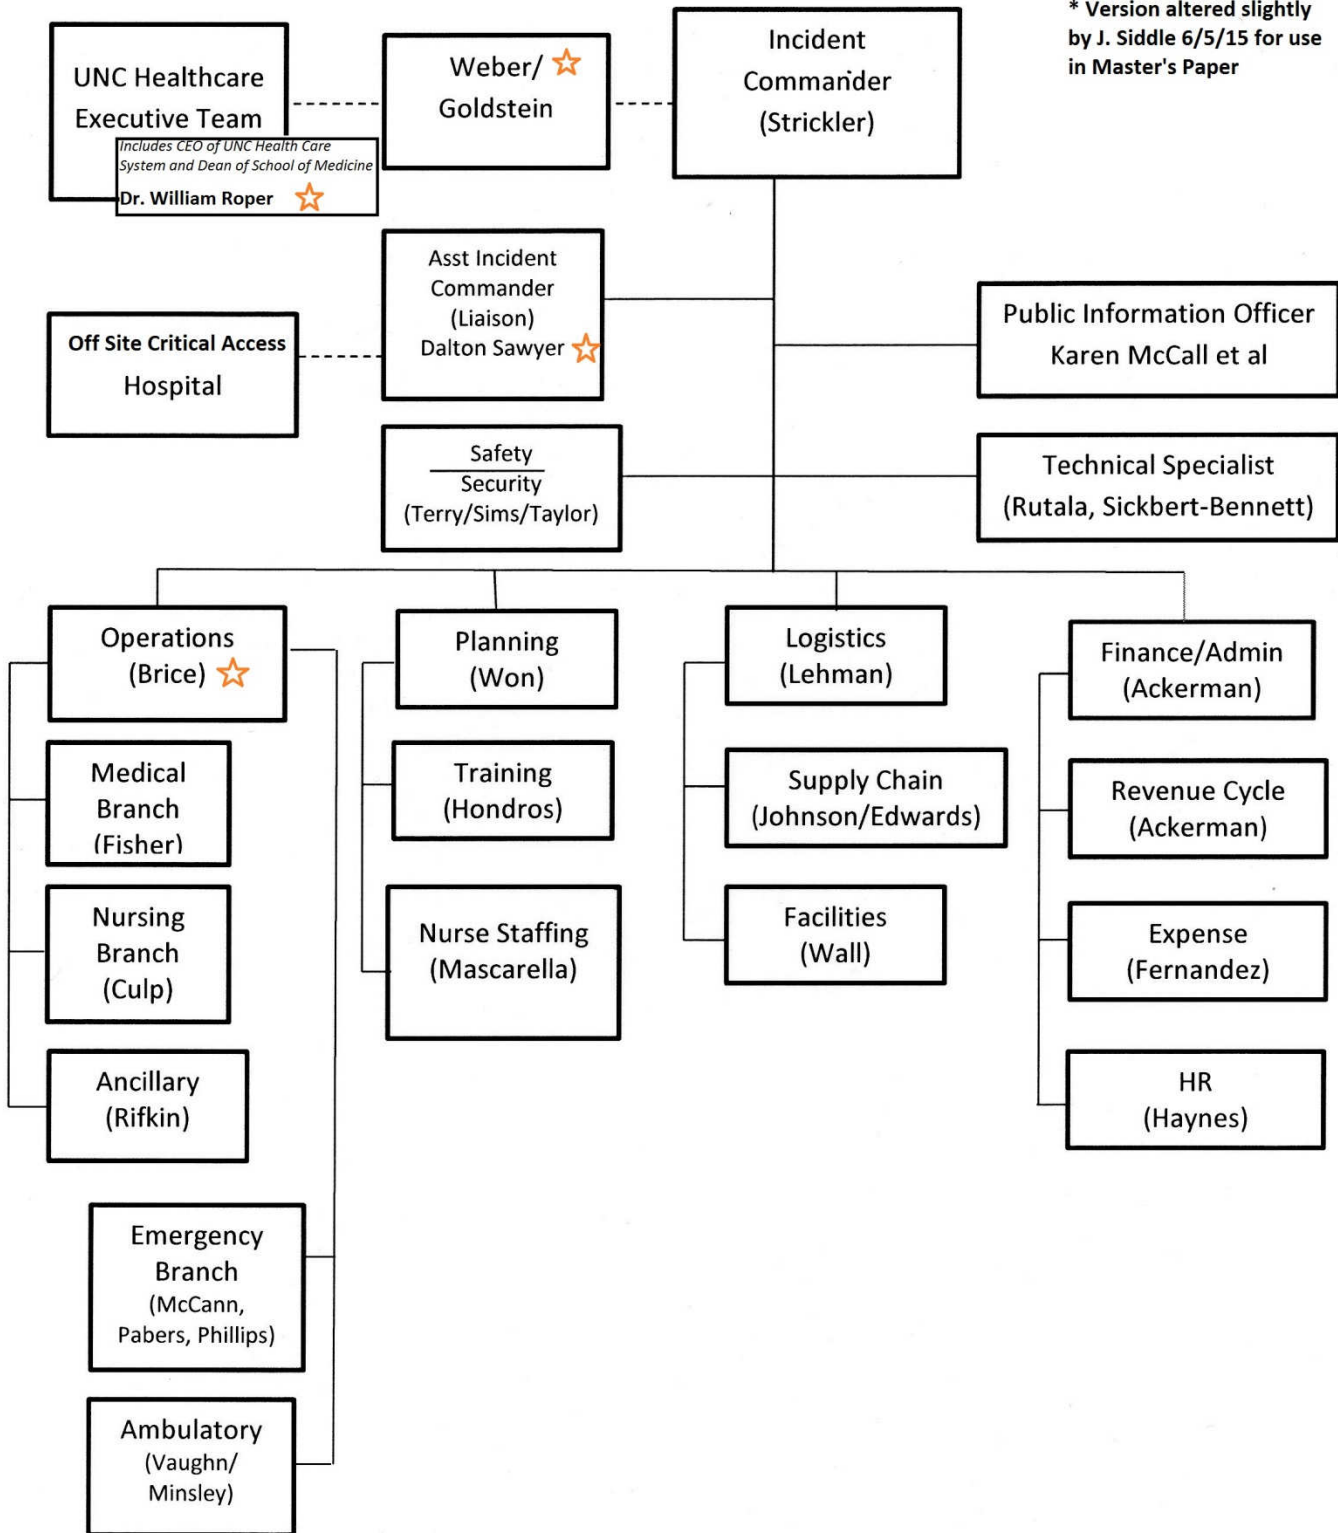 * Version altered slightly
by J. Siddle 6/5/15 for use
in Master's Paper
UNC Healthcare
Executive Team
Includes CEO of UNC Health Care
System and Dean of School of Medicine
Dr. William Roper
Weber/
Goldstein
Incident
Commander
(Strickler)
Asst Incident
Commander
(Liaison)
Dalton Sawyer
Off Site Critical Access
Hospital
Public Information Officer
Karen McCall et al
Safety
Security
(Terry/Sims/Taylor)
Technical Specialist
(Rutala, Sickbert-Bennett)
Operations
(Brice)
Medical
Branch
(Fisher)
Nursing
Branch
(Culp)
Ancillary
(Rifkin)
Emergency
Branch
(McCann,
Pabers, Phillips)
Ambulatory
(Vaughn/
Minsley)
Planning
(Won)
Training
(Hondros)
Nurse Staffing
(Mascarella)
Logistics
(Lehman)
Supply Chain
(Johnson/Edwards)
Facilities
(Wall)
Finance/Admin
(Ackerman)
Revenue Cycle
(Ackerman)
Expense
(Fernandez)
HR
(Haynes)